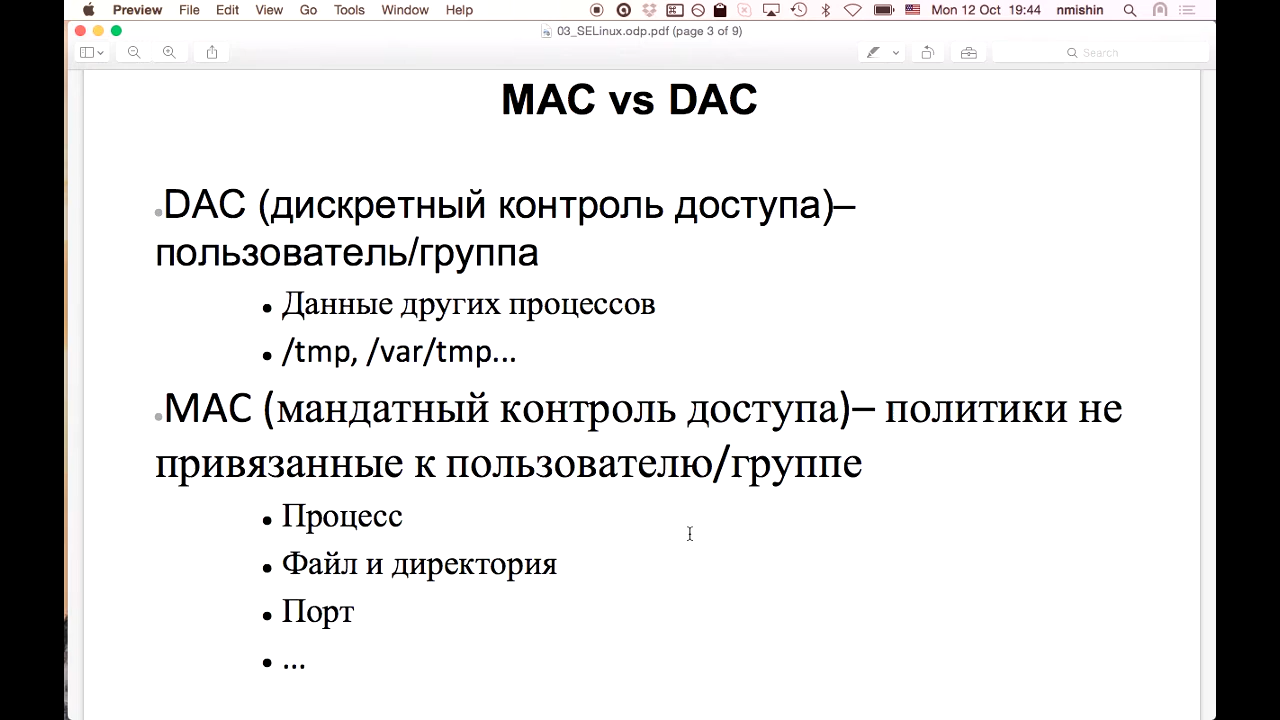 Preview File Edit View Go Tools Window Help Mon 12 Oct 19:44 nmishin
03_SELinux.odp.pdf (page 3 of 9)
Search
MAC vs DAC
DAC (дискретный контроль доступа)–
пользователь/группа
Данные других процессов
/tmp, /var/tmp...
MAC (мандатный контроль доступа)– политики не
привязанные к пользователю/группе
Процесс
Файл и директория
Порт
...